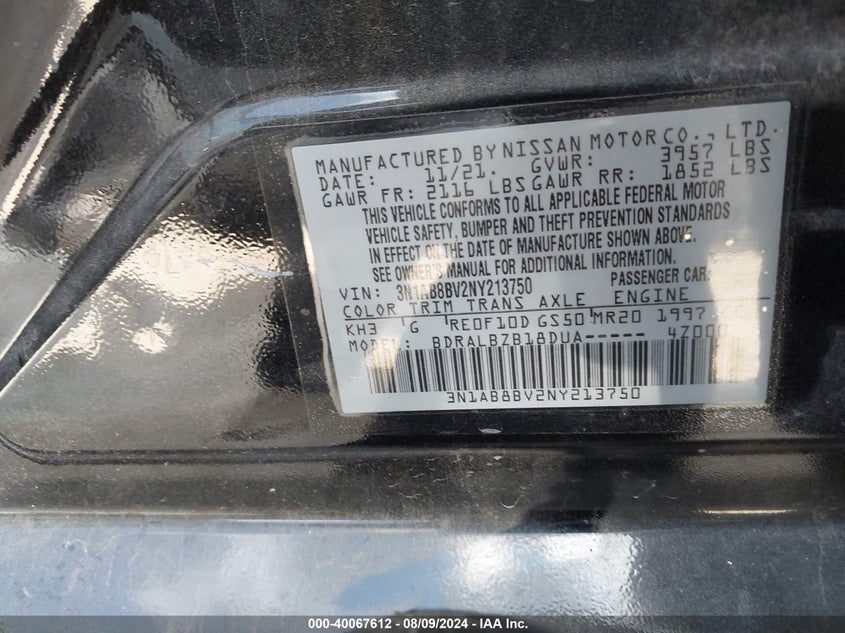 MANUFACTURED BY NISSAN MOTOR CO., LTD.
DATE: 11/21. GVWR: 3957 LBS
GAWR FR: 2116 LBS GAWR RR: 1852 LBS
THIS VEHICLE CONFORMS TO ALL APPLICABLE FEDERAL MOTOR
VEHICLE SAFETY, BUMPER AND THEFT PREVENTION STANDARDS
IN EFFECT ON THE DATE OF MANUFACTURE SHOWN ABOVE.
SEE OWNER'S MANUAL FOR ADDITIONAL INFORMATION.
VIN: 3N1AB8BV2NY213750 PASSENGER CAR
COLOR TRIM TRANS AXLE ENGINE
KH3 G RE0F10D GS50 MR20 1997 CC
MODEL: BDRALBZB18DUA-----
3N1AB8BV2NY213750
000-40067612 - 08/09/2024 - IAA Inc.